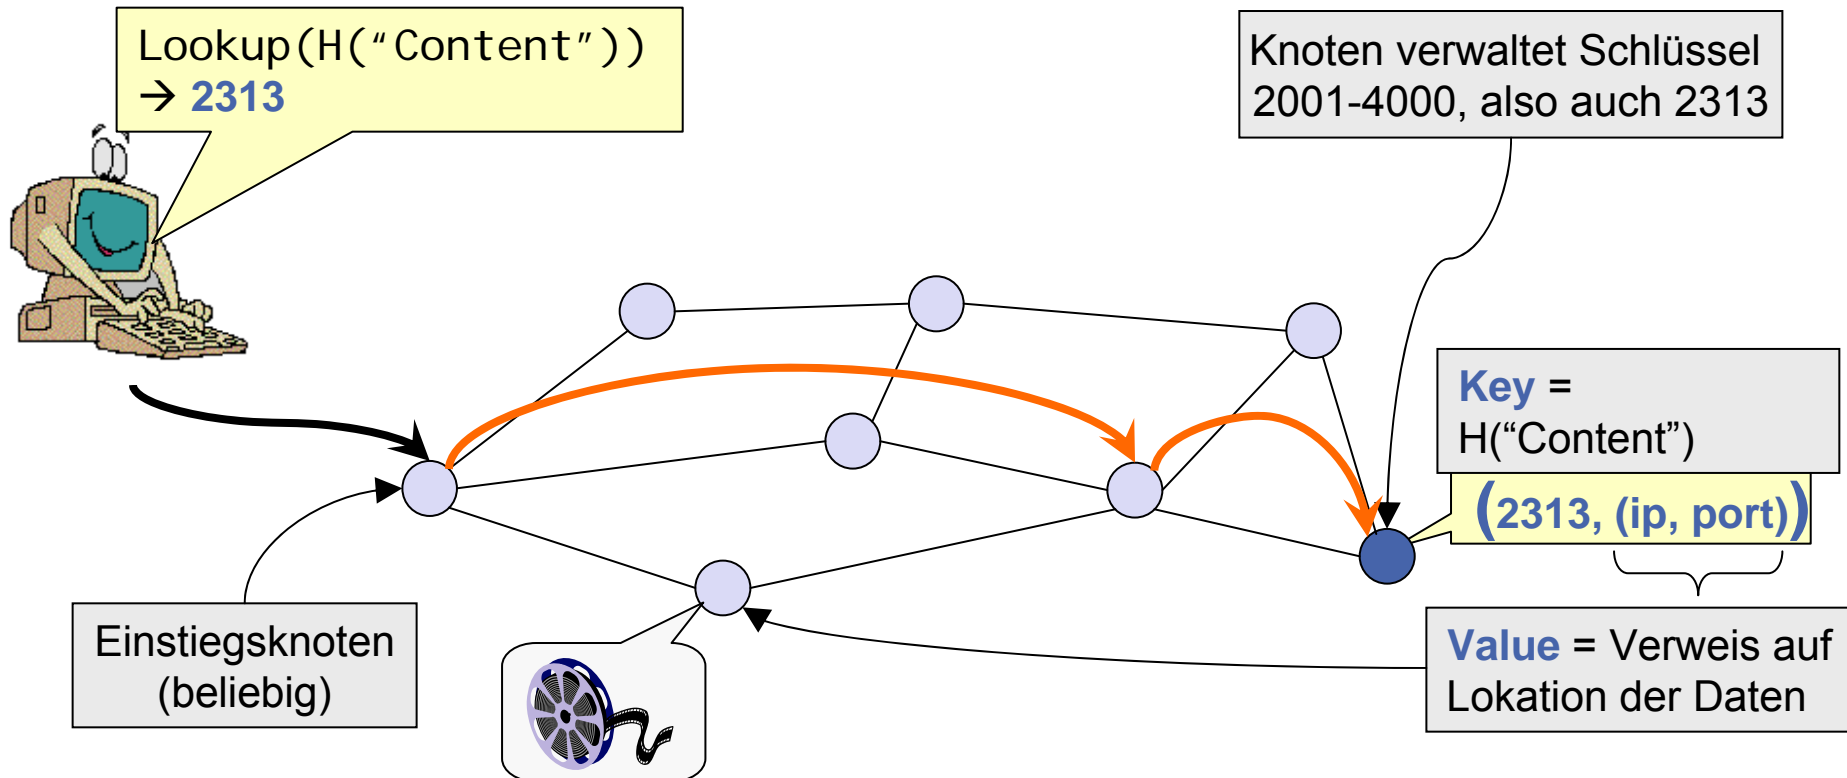 Lookup(H("Content"))
→ 2313
Knoten verwaltet Schlüssel
2001-4000, also auch 2313
Key =
H(“Content”)
(2313, (ip, port))
Einstiegsknoten
(beliebig)
Value = Verweis auf
Lokation der Daten